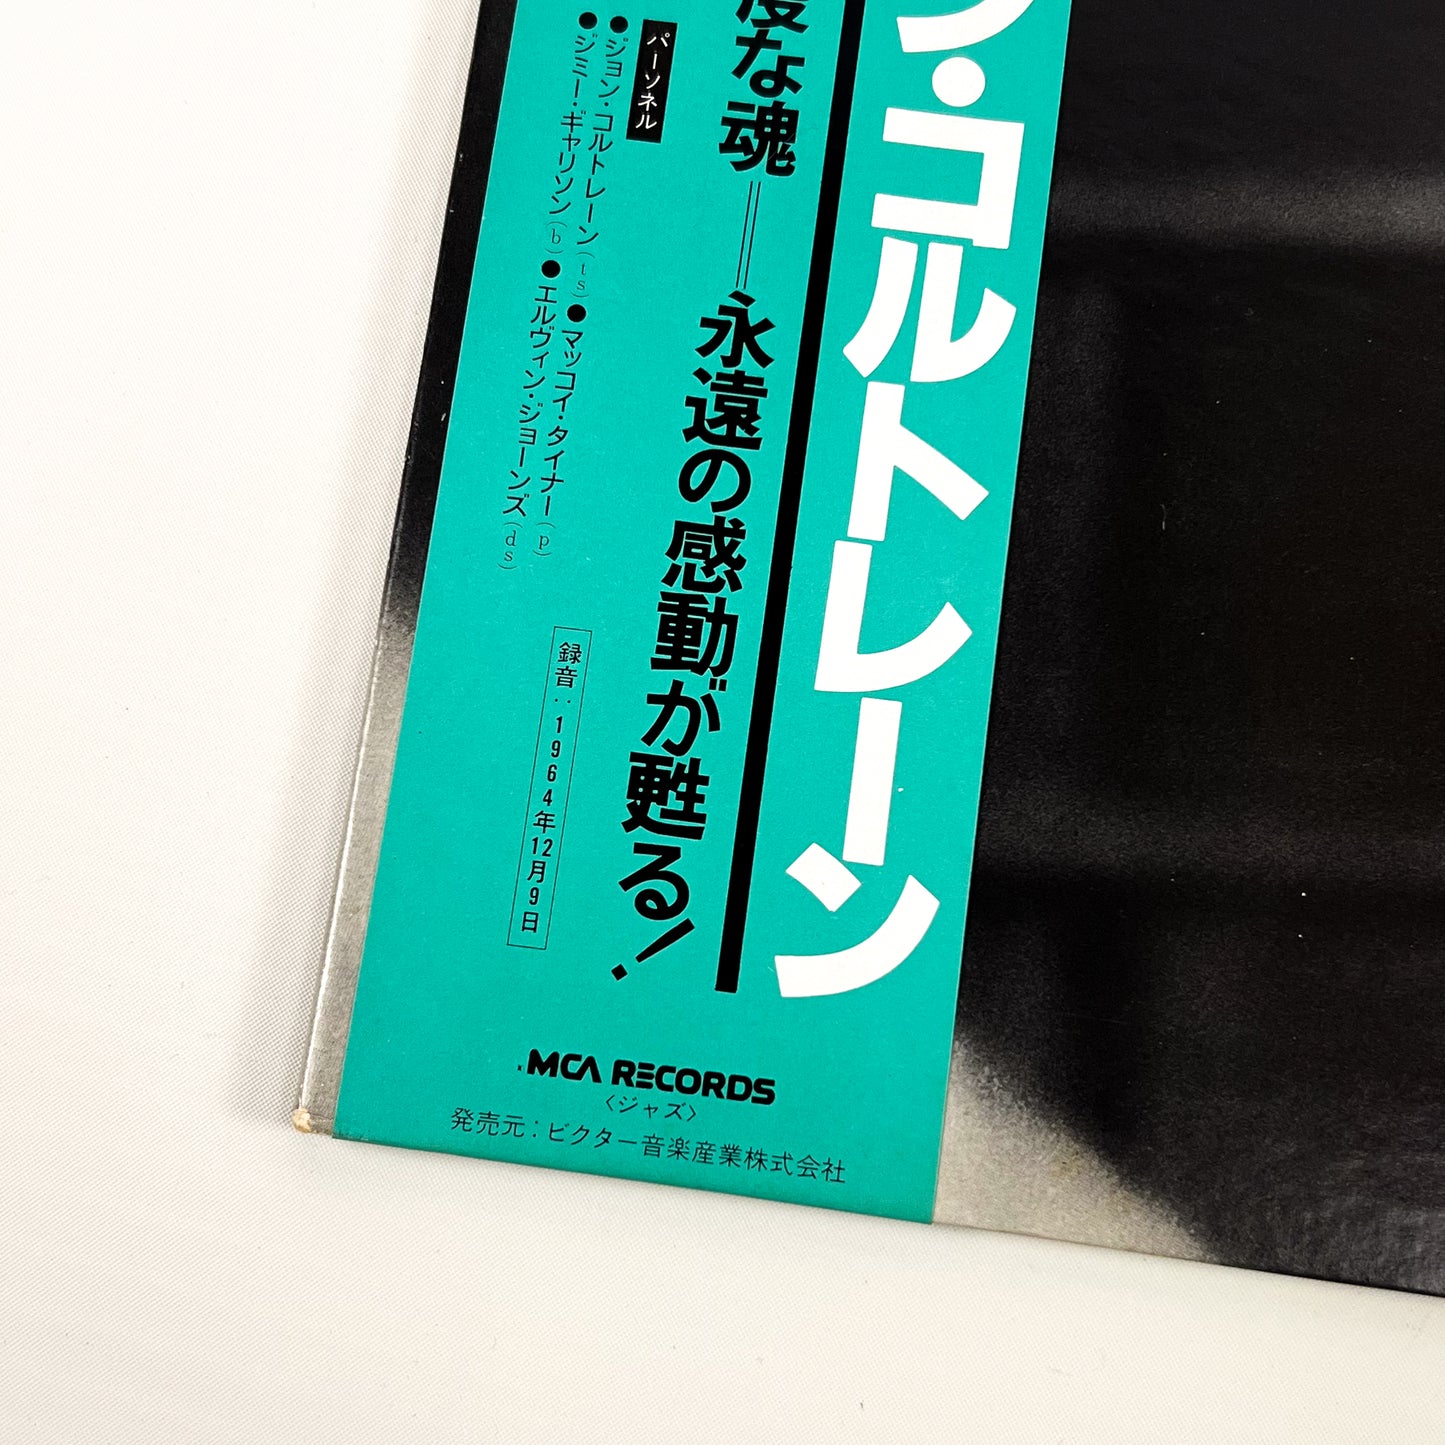 ン・コルトレーン
度な魂＝永遠の感動が甦る!
パーソネル
●ジョン・コルトレーン(ts)●マッコイ・タイナー(p)
●ジミー・ギャリソン(b)●エルヴィン・ジョーンズ(ds)
録音：1964年12月9日
MCA RECORDS
〈ジャズ〉
発売元：ビクター音楽産業株式会社